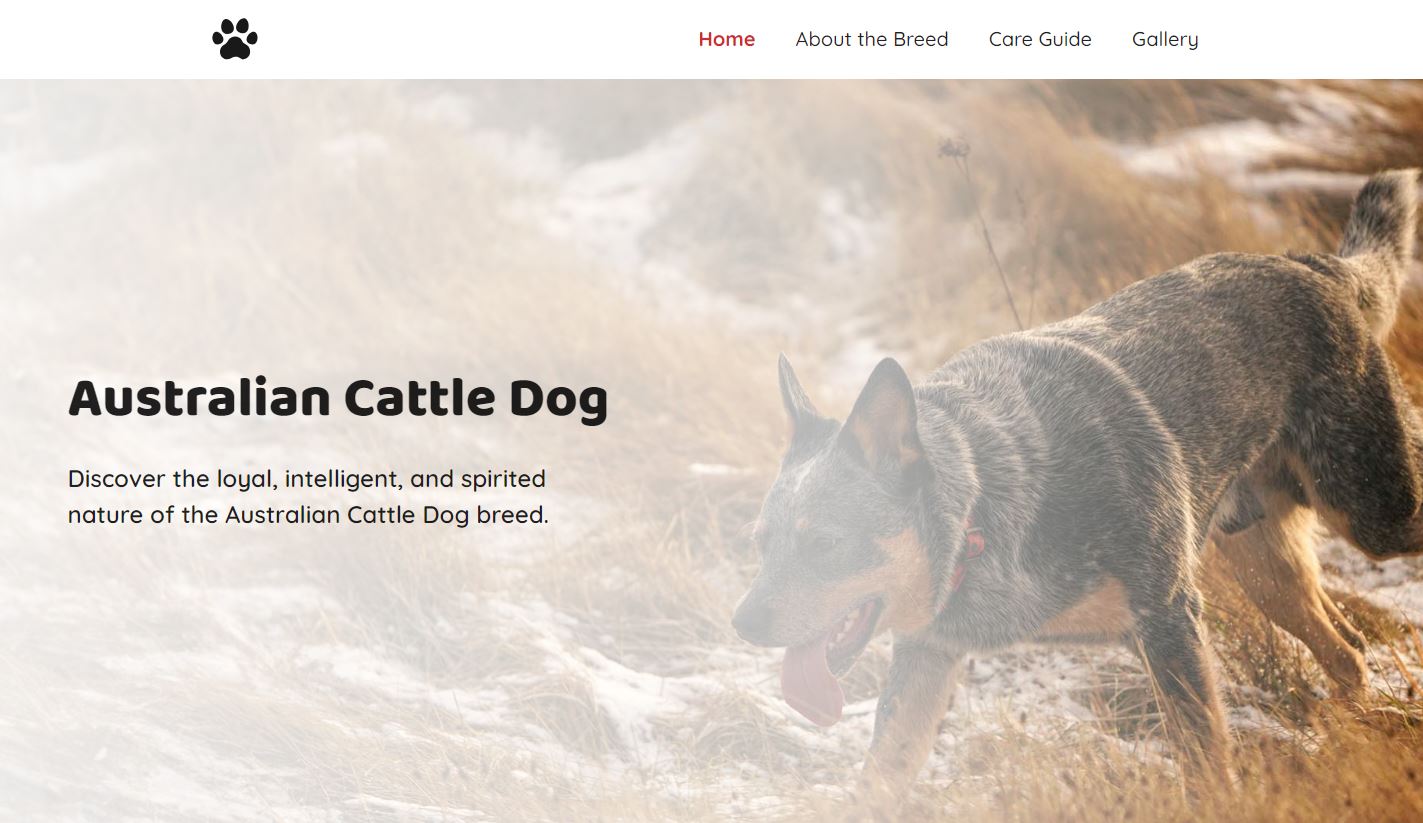 Home About the Breed Care Guide Gallery
Australian Cattle Dog
Discover the loyal, intelligent, and spirited
nature of the Australian Cattle Dog breed.